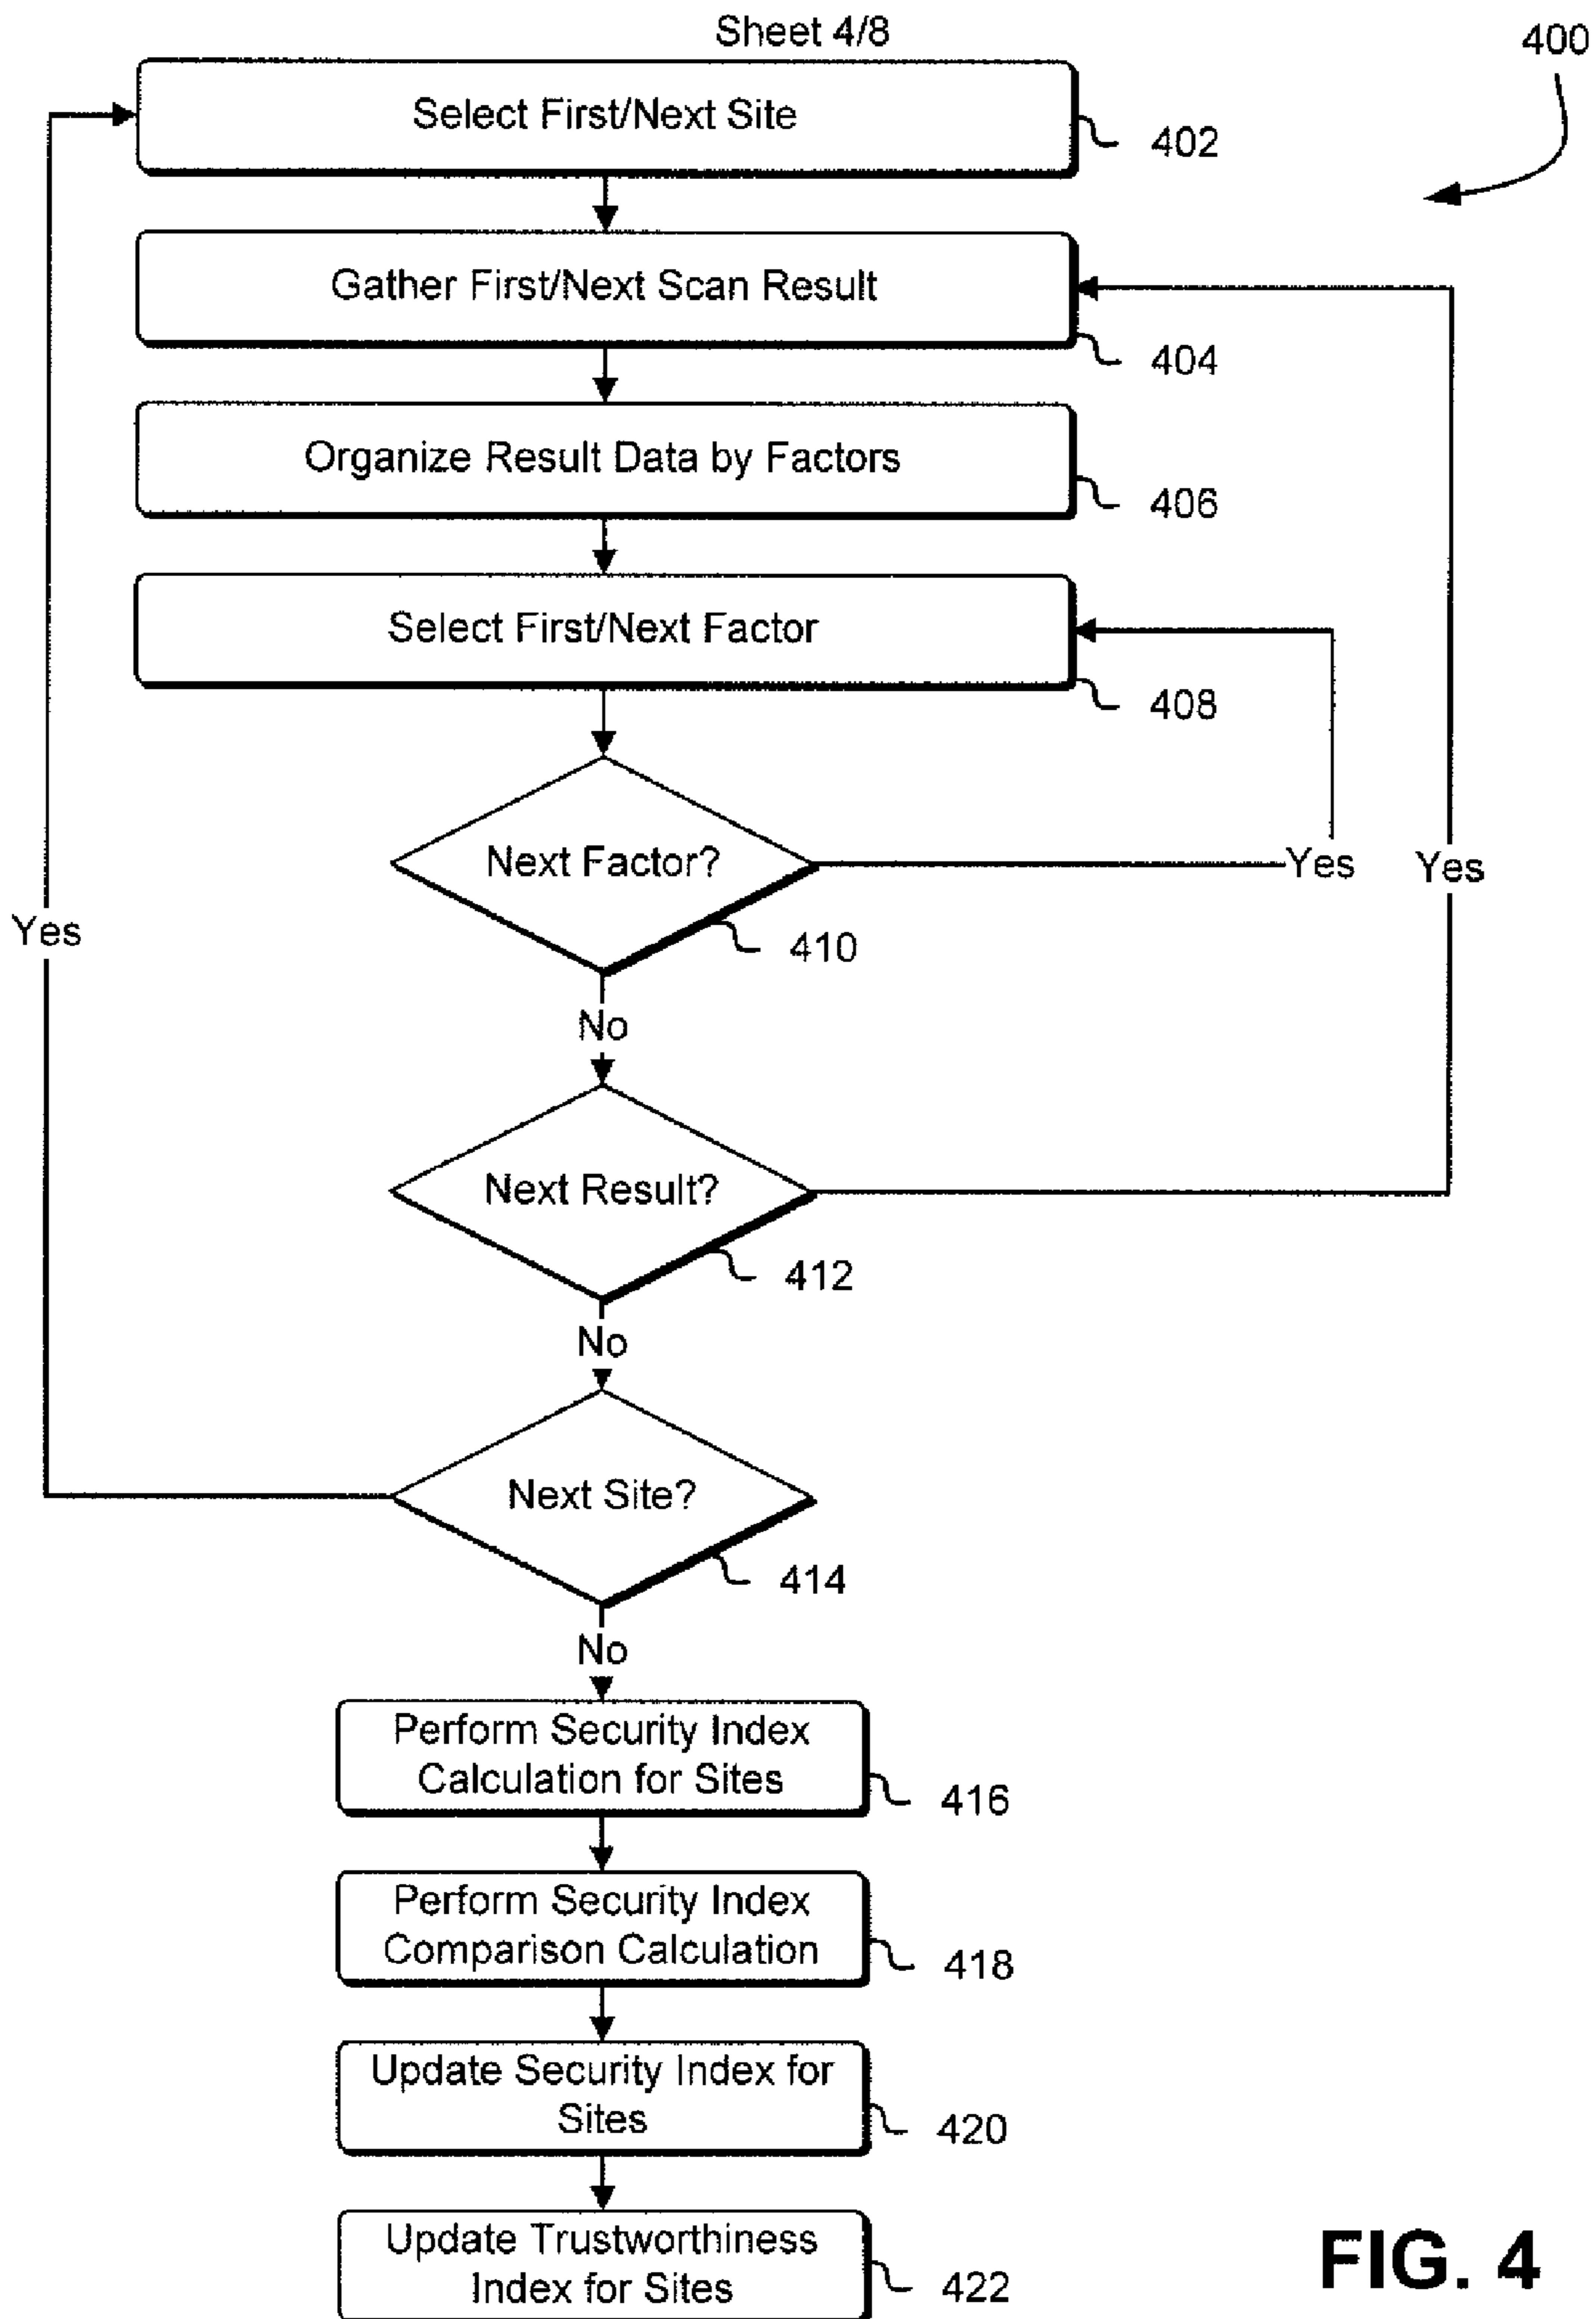 Sheet 4/8
400
Select First/Next Site
402
Gather First/Next Scan Result
404
Organize Result Data by Factors
406
Select First/Next Factor
408
Next Factor?
Yes
Yes
410
Yes
No
Next Result?
412
No
Next Site?
414
No
Perform Security Index
Calculation for Sites
416
Perform Security Index
Comparison Calculation
418
Update Security Index for
Sites
420
Update Trustworthiness
Index for Sites
422
FIG. 4